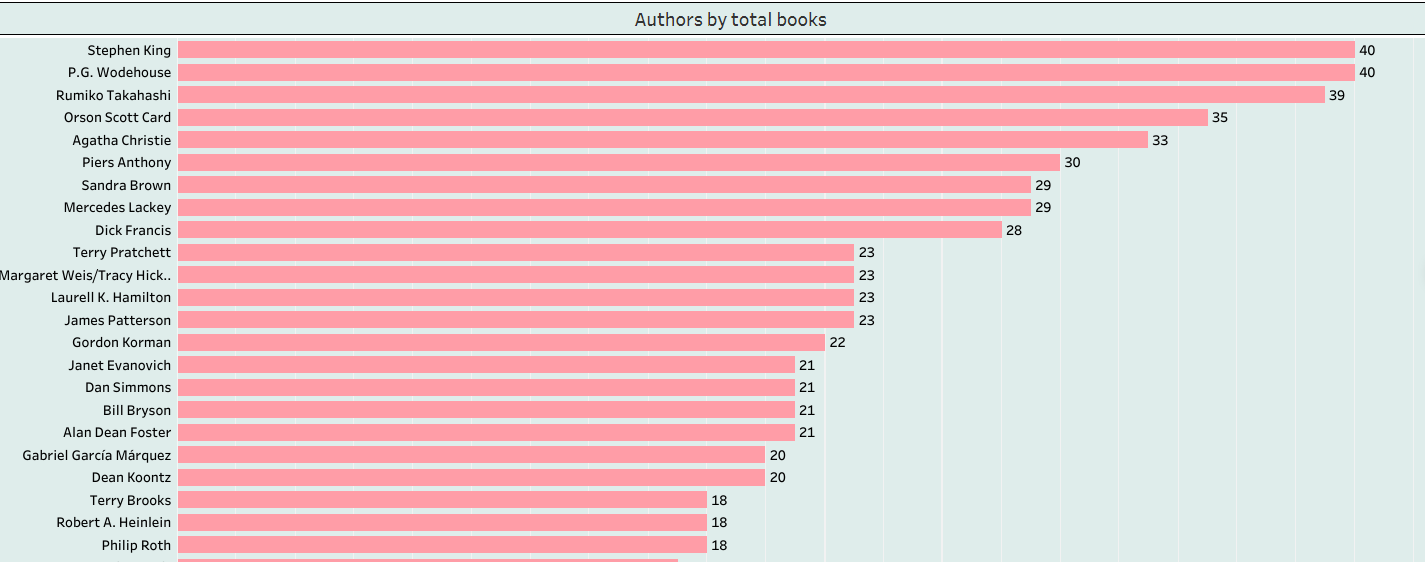 Authors by total books
Stephen King 40
P.G. Wodehouse 40
Rumiko Takahashi 39
Orson Scott Card 35
Agatha Christie 33
Piers Anthony 30
Sandra Brown 29
Mercedes Lackey 29
Dick Francis 28
Terry Pratchett 23
Margaret Weis/Tracy Hick.. 23
Laurell K. Hamilton 23
James Patterson 23
Gordon Korman 22
Janet Evanovich 21
Dan Simmons 21
Bill Bryson 21
Alan Dean Foster 21
Gabriel García Márquez 20
Dean Koontz 20
Terry Brooks 18
Robert A. Heinlein 18
Philip Roth 18